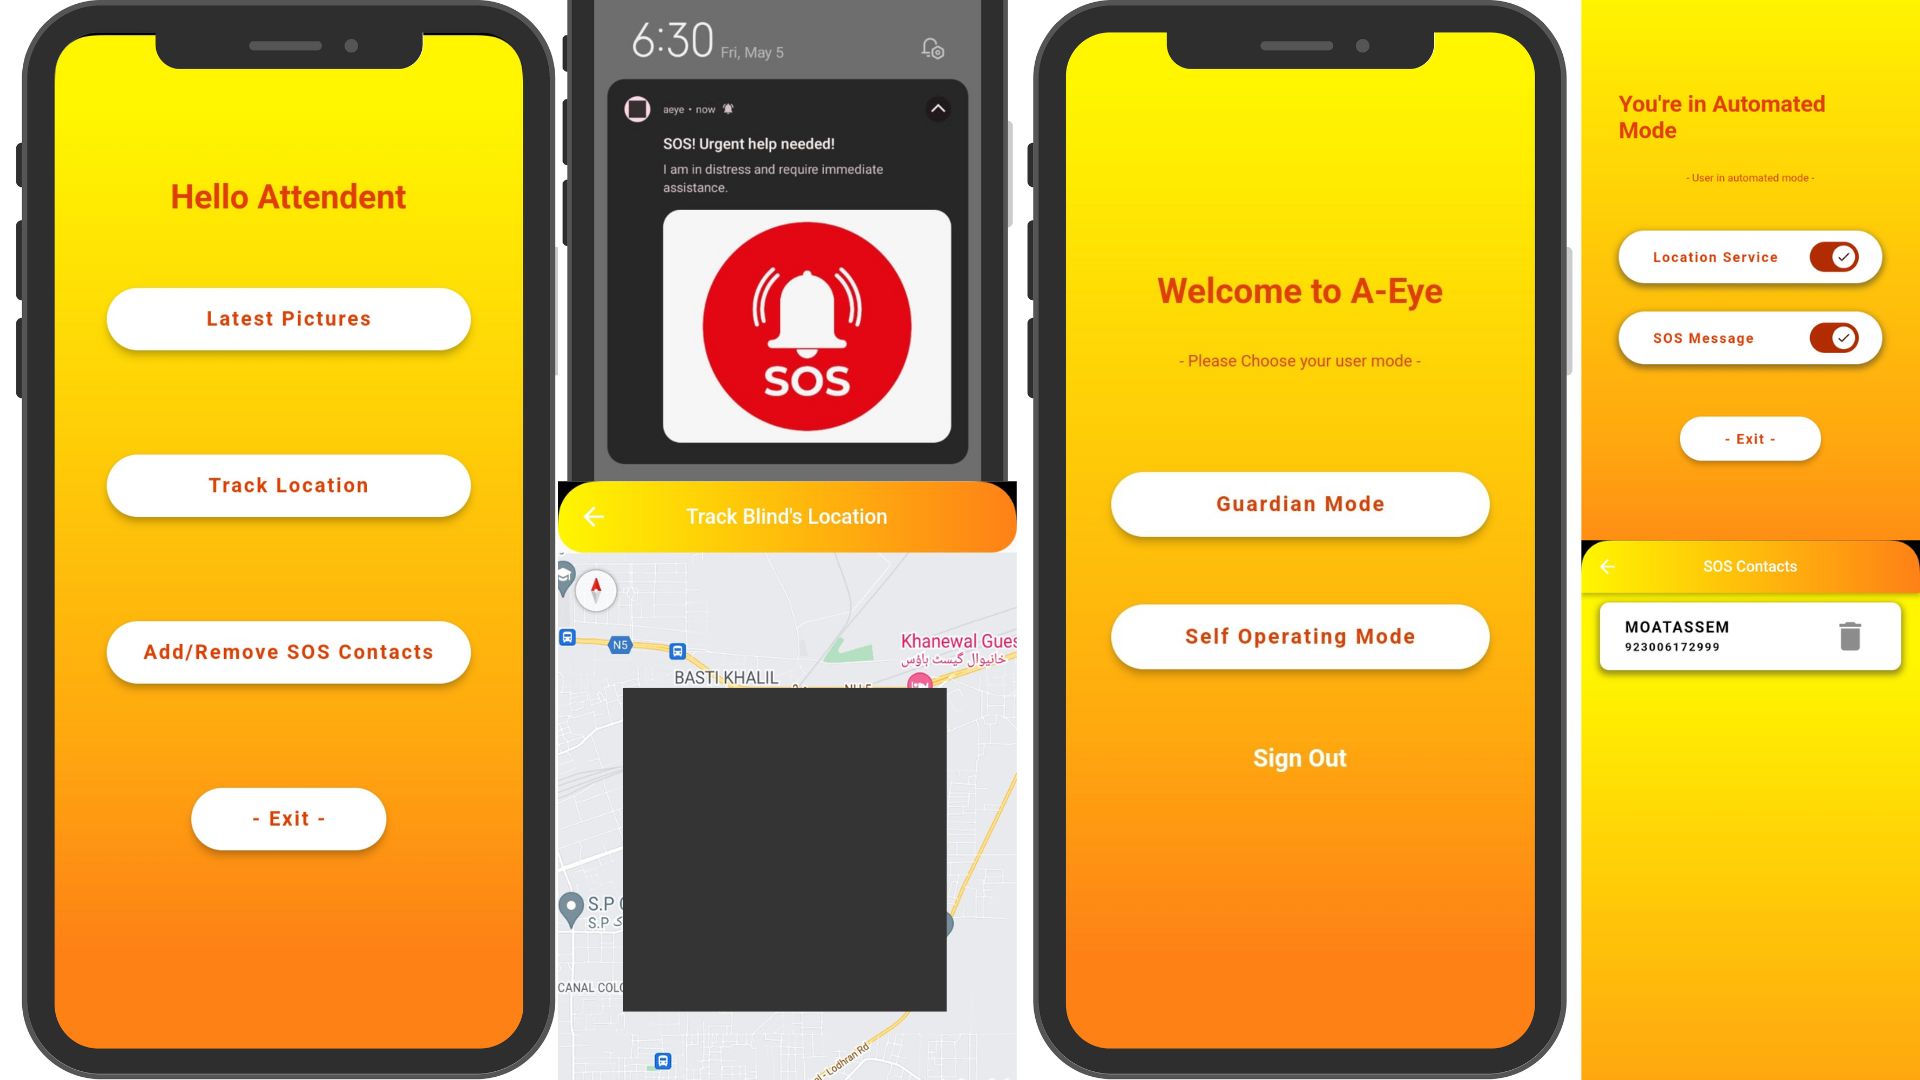 Hello Attendent
Latest Pictures
Track Location
Add/Remove SOS Contacts
- Exit -
6:30 Fri, May 5
aeye • now
SOS! Urgent help needed!
I am in distress and require immediate
assistance.
SOS
Track Blind's Location
N5
Khanewal Gues
خانیوال گیسٹ ہاؤس
BASTI KHALIL
S.P
S.P
CANAL COLO
Lodhran Rd
Welcome to A-Eye
- Please Choose your user mode -
Guardian Mode
Self Operating Mode
Sign Out
You're in Automated
Mode
- User in automated mode -
Location Service
SOS Message
- Exit -
SOS Contacts
MOATASSEM
923006172999